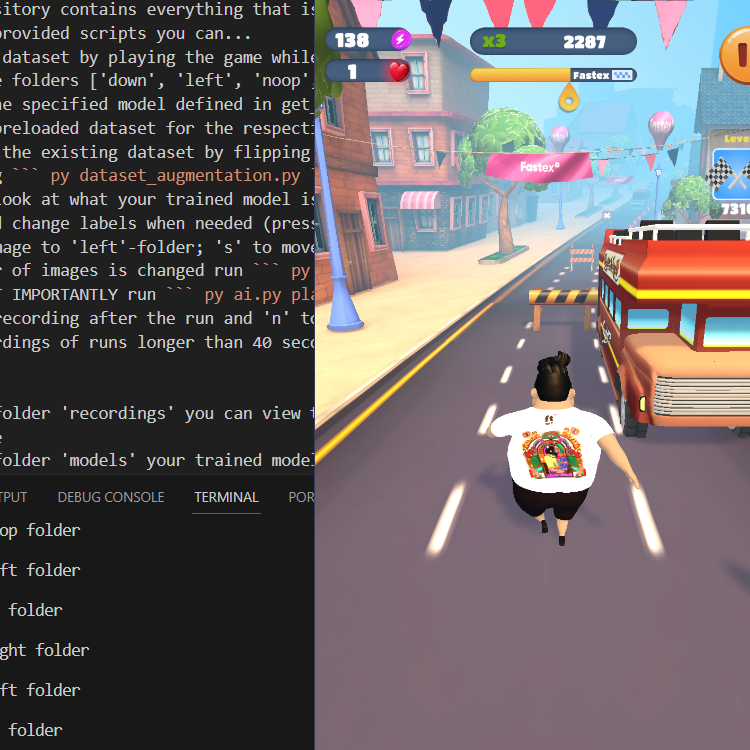 sitory contains everything that is
provided scripts you can...
dataset by playing the game while
e folders ['down', 'left', 'noop',
he specified model defined in get_
preloaded dataset for the respecti
the existing dataset by flipping
g ``` py dataset_augmentation.py
look at what your trained model is
d change labels when needed (press
mage to 'left'-folder; 's' to move
r of images is changed run ``` py
T IMPORTANTLY run ``` py ai.py pla
recording after the run and 'n' to
rdings of runs longer than 40 seco
folder 'recordings' you can view t
e
folder 'models' your trained model
TPUT DEBUG CONSOLE TERMINAL POR
op folder
ft folder
folder
ght folder
ft folder
folder
138
x3 2287
1
Fastex
Fastex
Leve
7310